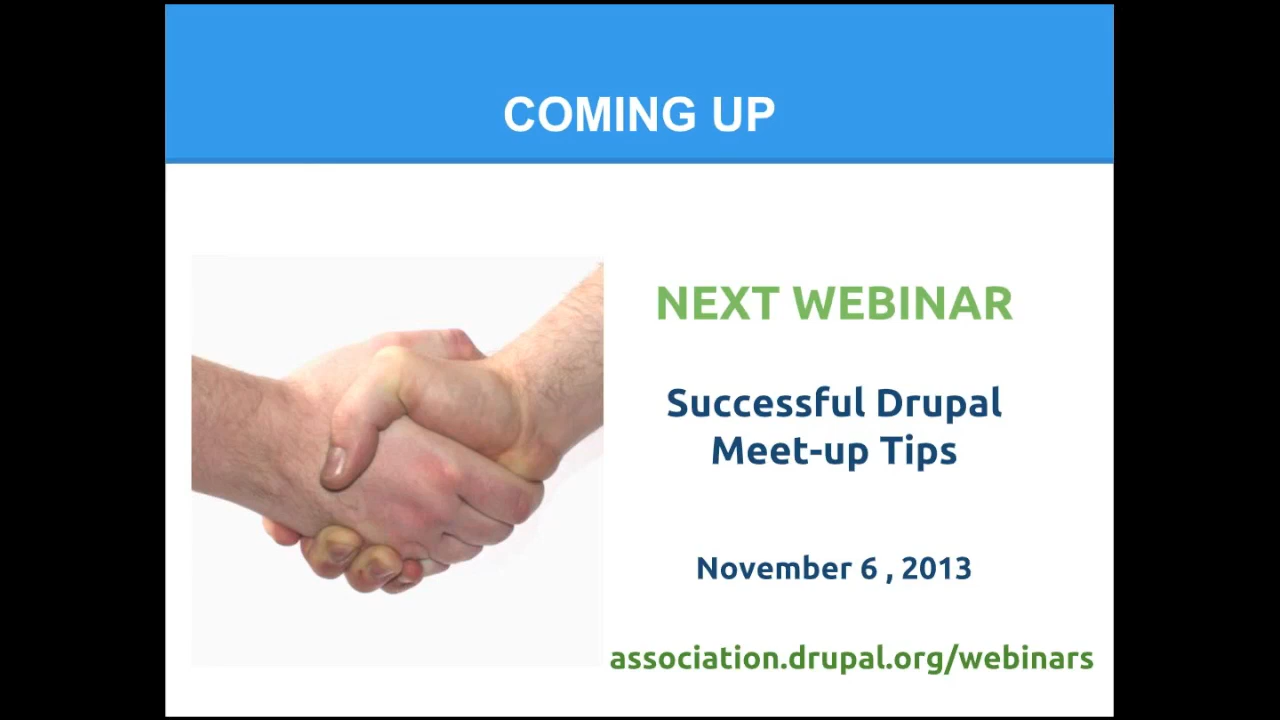 COMING UP
NEXT WEBINAR
Successful Drupal
Meet-up Tips
November 6 , 2013
association.drupal.org/webinars